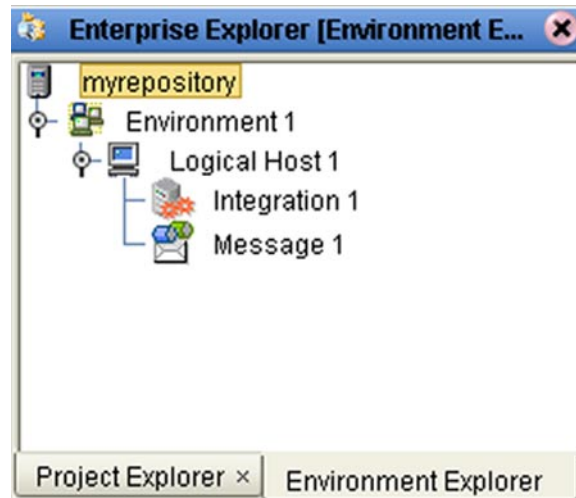 Enterprise Explorer [Environment E...
myrepository
Environment 1
Logical Host 1
Integration 1
Message 1
Project Explorer × Environment Explorer